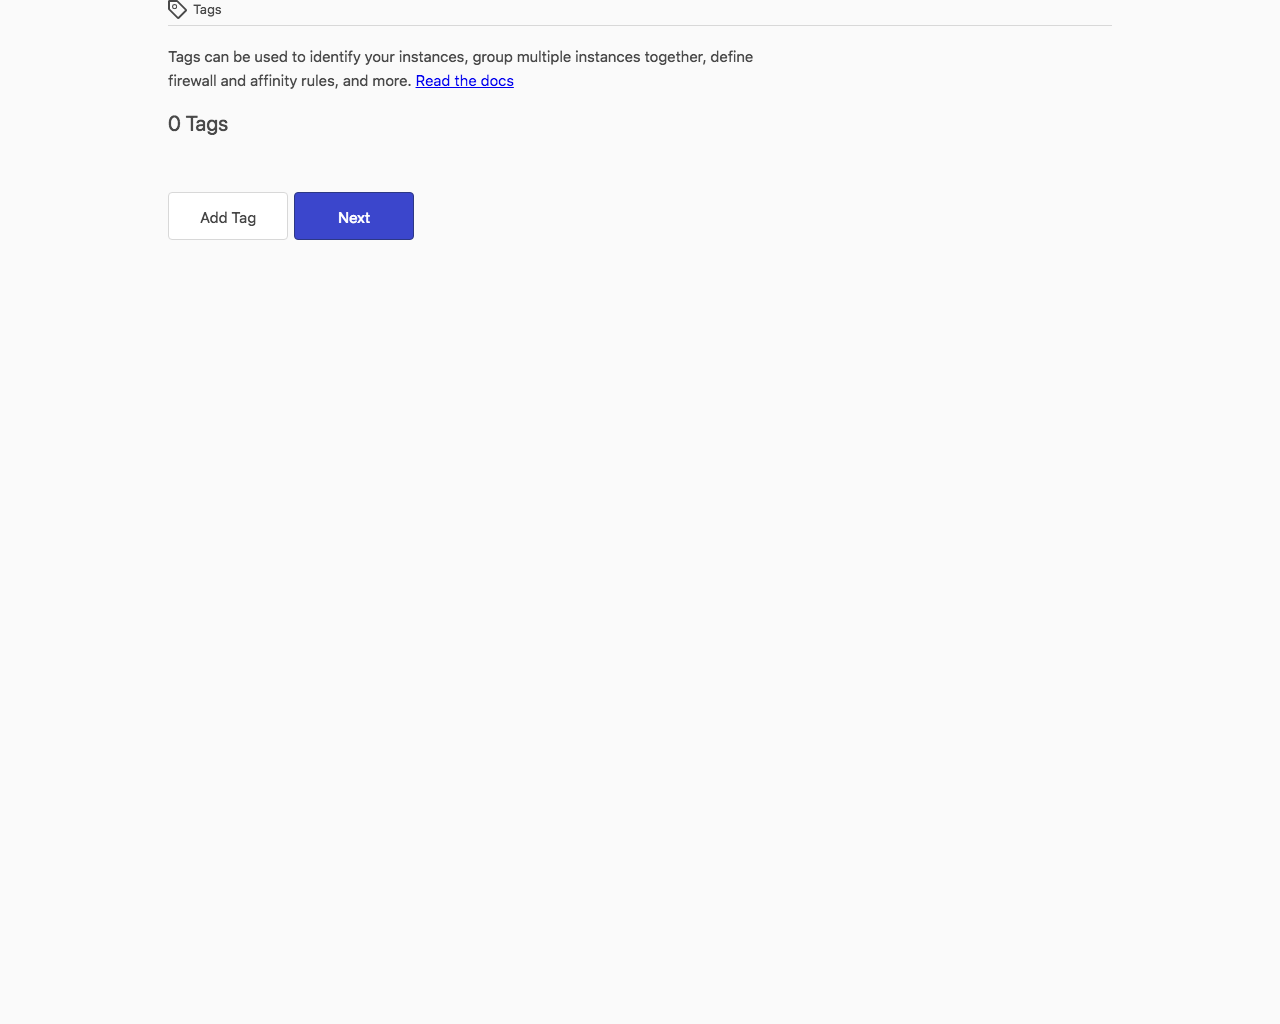 Tags
Tags can be used to identify your instances, group multiple instances together, define
firewall and affinity rules, and more. Read the docs
0 Tags
Add Tag
Next